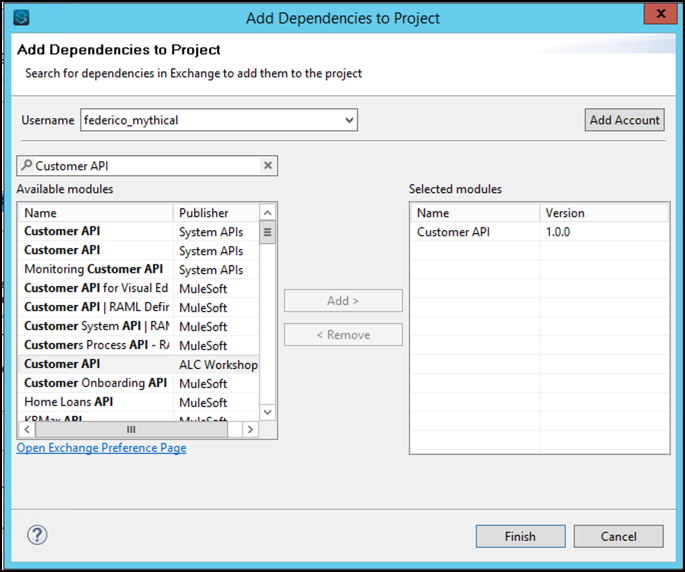 Add Dependencies to Project
X
Add Dependencies to Project
Search for dependencies in Exchange to add them to the project
Username federico_mythical Add Account
Customer API
Available modules
Name Publisher
Customer API System APIs
Customer API System APIs
Monitoring Customer API System APIs
Customer API for Visual Ed MuleSoft
Customer API | RAML Defir MuleSoft
Customer System API | RAM MuleSoft
Customers Process API - RA MuleSoft
Customer API ALC Workshop
Customer Onboarding API MuleSoft
Home Loans API MuleSoft
API MuleSoft
Open Exchange Preference Page
Add >
< Remove
Selected modules
Name Version
Customer API 1.0.0
?
Finish Cancel